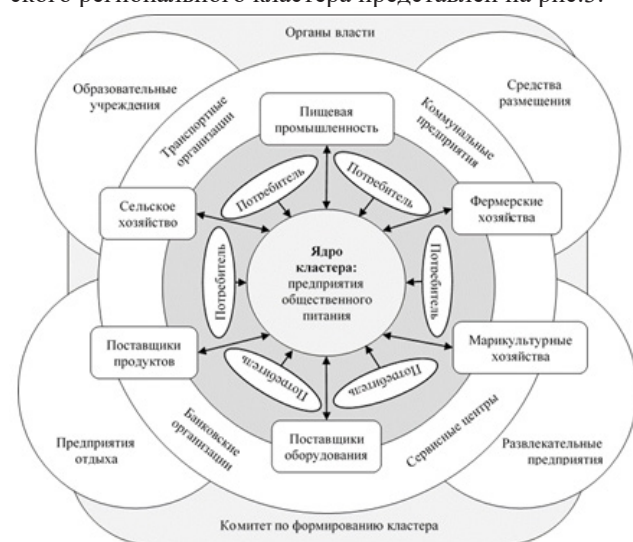 ского регионального кластера представлен на рис.3.
Органы власти
Образовательные
учреждения
Средства
размещения
Транспортные
организации
Коммунальные
предприятия
Пищевая
промышленность
Потребитель
Потребитель
Сельское
хозяйство
Фермерские
хозяйства
Ядро
кластера:
предприятия
общественного
питания
Потребитель
Потребитель
Поставщики
продуктов
Марикультурные
хозяйства
Потребитель
Потребитель
Банковские
организации
Сервисные центры
Поставщики
оборудования
Предприятия
отдыха
Развлекательные
предприятия
Комитет по формированию кластера